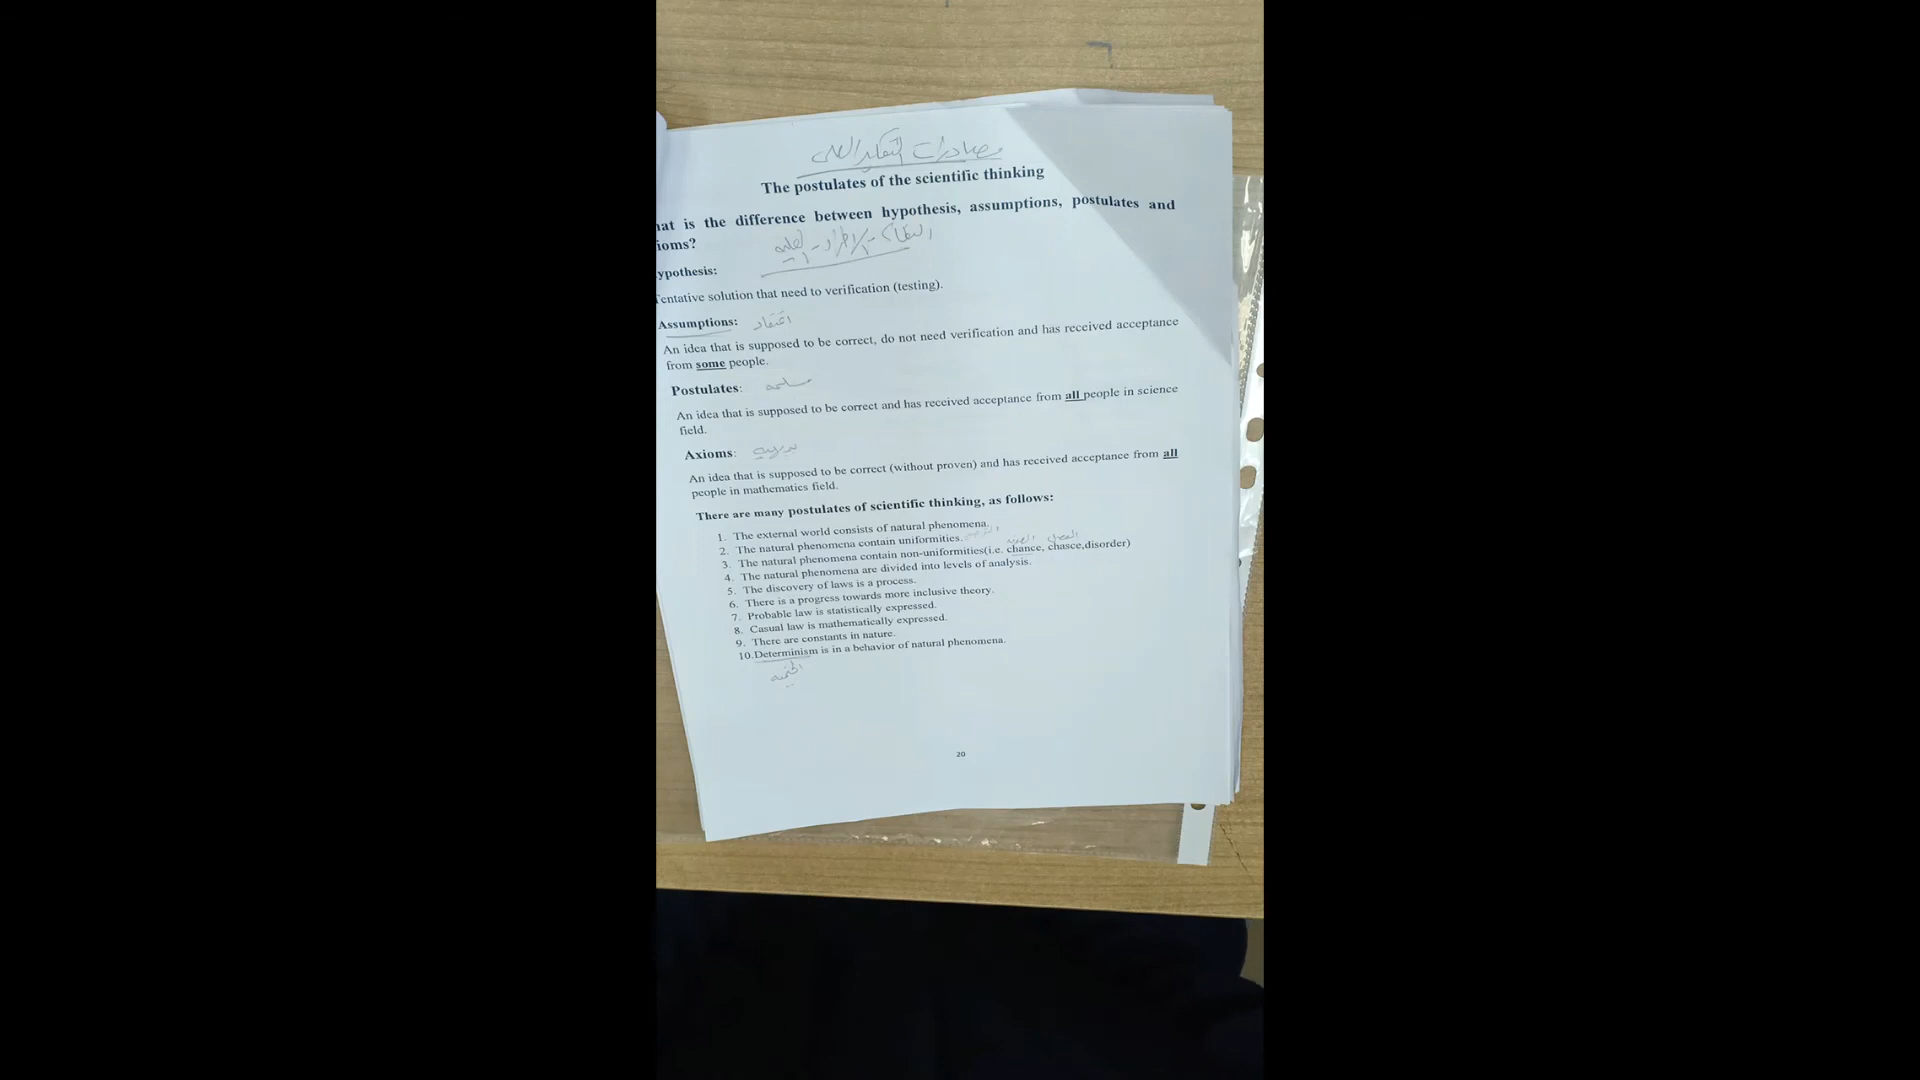 مصادرات التفكير العلمى
The postulates of the scientific thinking
hat is the difference between hypothesis, assumptions, postulates and
ioms?
ypothesis:
Tentative solution that need to verification (testing).
Assumptions: اعتقاد
An idea that is supposed to be correct, do not need verification and has received acceptance
from some people.
Postulates: مسلمه
An idea that is supposed to be correct and has received acceptance from all people in science
field.
Axioms: بديهيه
An idea that is supposed to be correct (without proven) and has received acceptance from all
people in mathematics field.
There are many postulates of scientific thinking, as follows:
1. The external world consists of natural phenomena.
2. The natural phenomena contain uniformities.
3. The natural phenomena contain non-uniformities(i.e. chance, chasce,disorder)
4. The natural phenomena are divided into levels of analysis.
5. The discovery of laws is a process.
6. There is a progress towards more inclusive theory.
7. Probable law is statistically expressed.
8. Casual law is mathematically expressed.
9. There are constants in nature.
10.Determinism is in a behavior of natural phenomena.
الحتميه
20